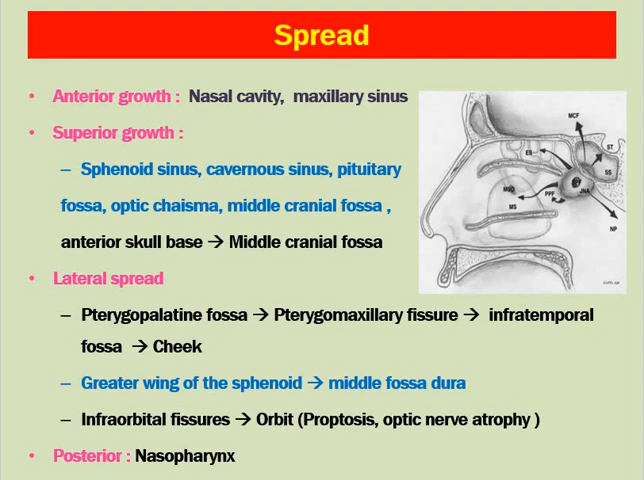 Spread
• Anterior growth : Nasal cavity, maxillary sinus
• Superior growth :
– Sphenoid sinus, cavernous sinus, pituitary
fossa, optic chaisma, middle cranial fossa ,
anterior skull base → Middle cranial fossa
• Lateral spread
– Pterygopalatine fossa → Pterygomaxillary fissure → infratemporal
fossa → Cheek
– Greater wing of the sphenoid → middle fossa dura
– Infraorbital fissures → Orbit (Proptosis, optic nerve atrophy )
• Posterior : Nasopharynx
MCF
ES
ST
SS
MSO
PPF
JNA
MS
NP